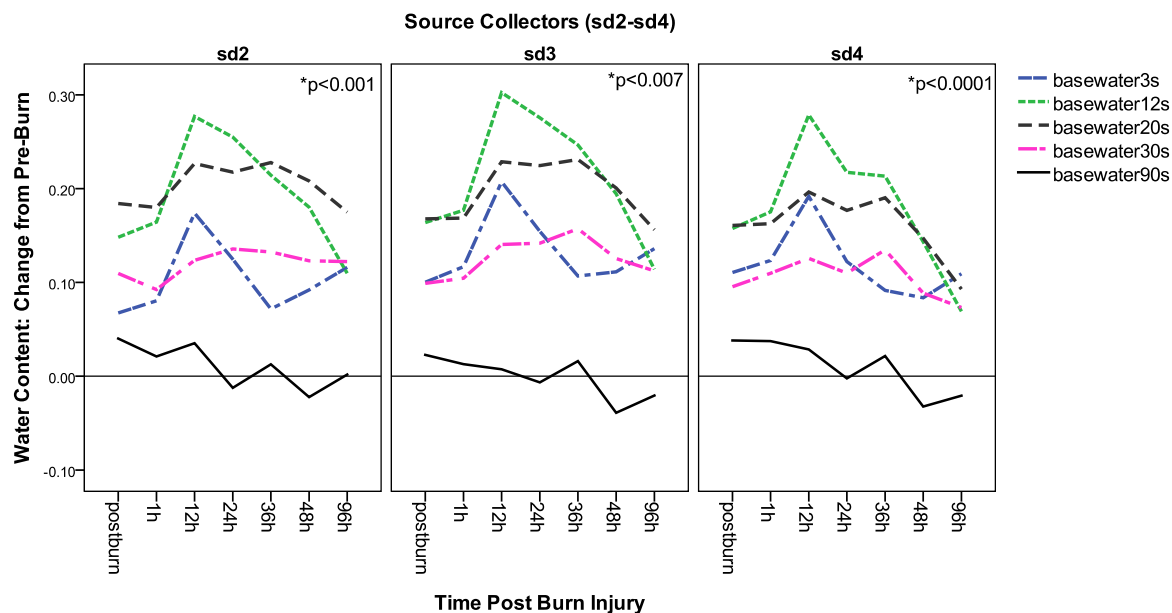 Source Collectors (sd2-sd4)
sd2 sd3 sd4
*p<0.001 *p<0.007 *p<0.0001
basewater3s
basewater12s
basewater20s
basewater30s
basewater90s
Water Content: Change from Pre-Burn
0.30
0.20
0.10
0.00
-0.10
postburn 1h 12h 24h 36h 48h 96h postburn 1h 12h 24h 36h 48h 96h postburn 1h 12h 24h 36h 48h 96h
Time Post Burn Injury